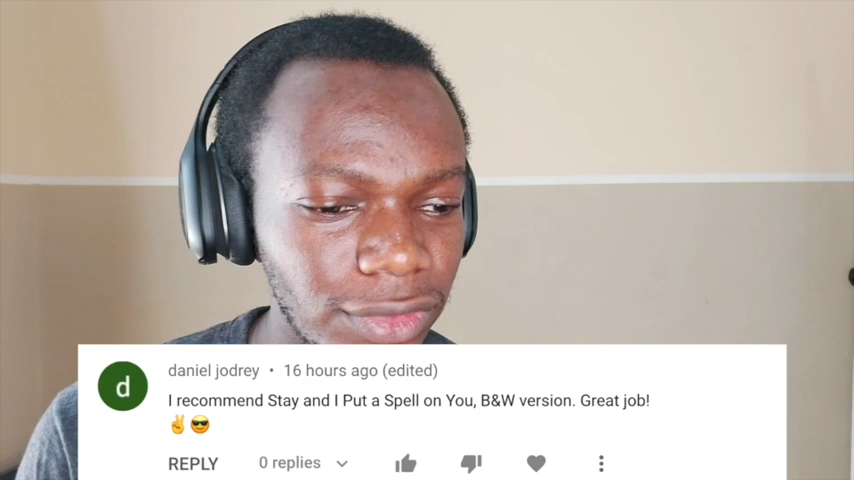 d
daniel jodrey • 16 hours ago (edited)
I recommend Stay and I Put a Spell on You, B&W version. Great job!
✌😎
REPLY 0 replies